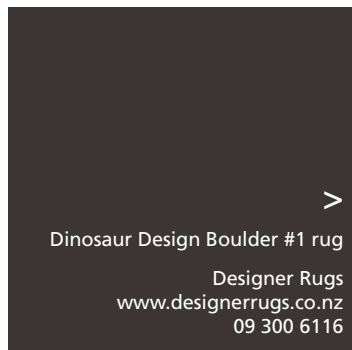 >
Dinosaur Design Boulder #1 rug
Designer Rugs
www.designerrugs.co.nz
09 300 6116